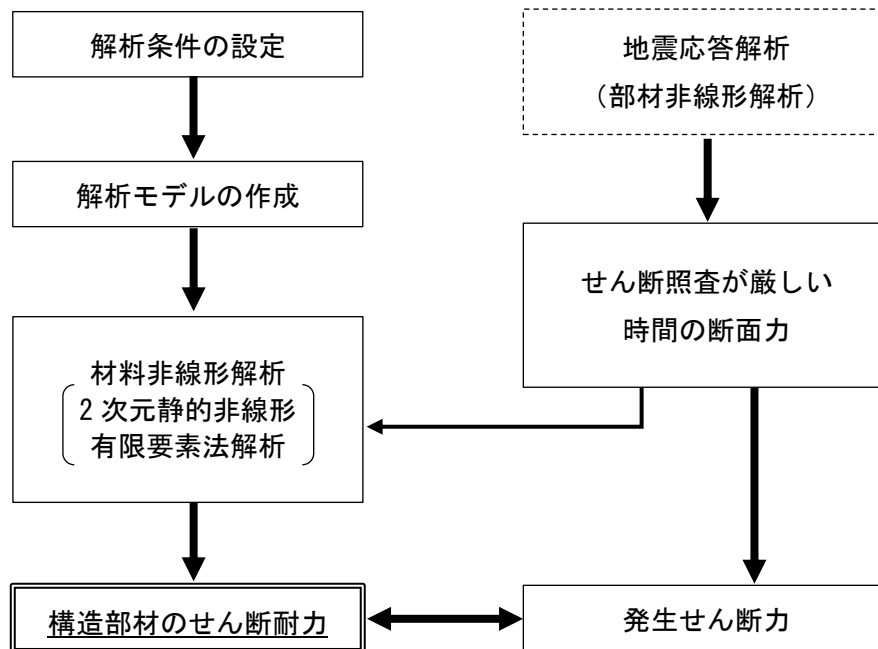 解析条件の設定
解析モデルの作成
材料非線形解析
2次元静的非線形
有限要素法解析
構造部材のせん断耐力
地震応答解析
（部材非線形解析）
せん断照査が厳しい
時間の断面力
発生せん断力